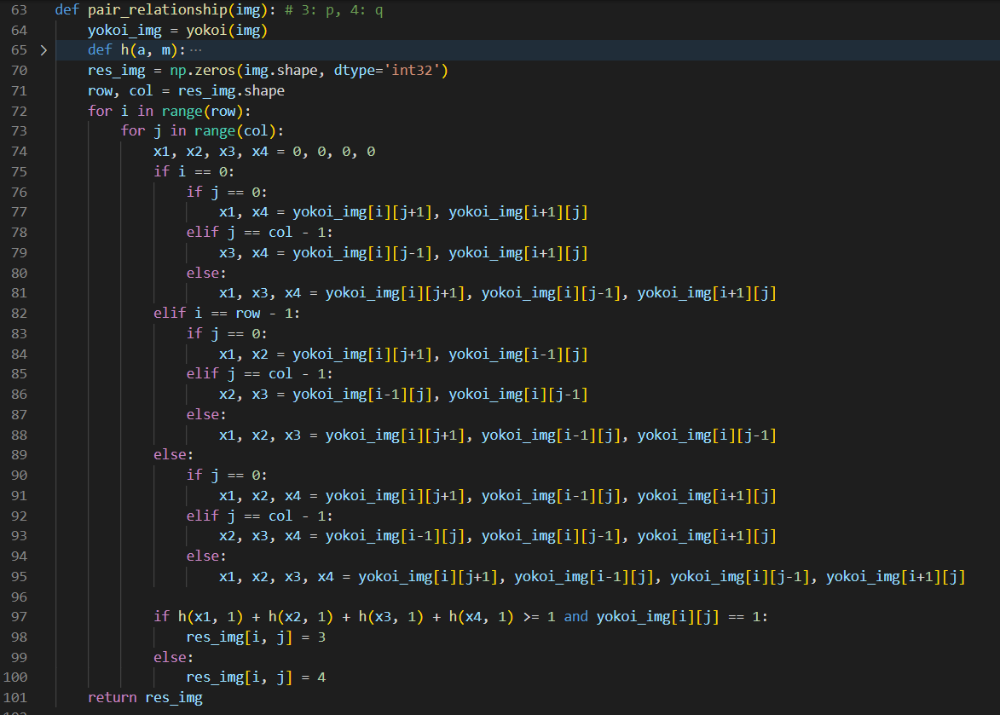 63 def pair_relationship(img): # 3: p, 4: q
64     yokoi_img = yokoi(img)
65 >     def h(a, m):···
70     res_img = np.zeros(img.shape, dtype='int32')
71     row, col = res_img.shape
72     for i in range(row):
73         for j in range(col):
74             x1, x2, x3, x4 = 0, 0, 0, 0
75             if i == 0:
76                 if j == 0:
77                     x1, x4 = yokoi_img[i][j+1], yokoi_img[i+1][j]
78                 elif j == col - 1:
79                     x3, x4 = yokoi_img[i][j-1], yokoi_img[i+1][j]
80                 else:
81                     x1, x3, x4 = yokoi_img[i][j+1], yokoi_img[i][j-1], yokoi_img[i+1][j]
82             elif i == row - 1:
83                 if j == 0:
84                     x1, x2 = yokoi_img[i][j+1], yokoi_img[i-1][j]
85                 elif j == col - 1:
86                     x2, x3 = yokoi_img[i-1][j], yokoi_img[i][j-1]
87                 else:
88                     x1, x2, x3 = yokoi_img[i][j+1], yokoi_img[i-1][j], yokoi_img[i][j-1]
89             else:
90                 if j == 0:
91                     x1, x2, x4 = yokoi_img[i][j+1], yokoi_img[i-1][j], yokoi_img[i+1][j]
92                 elif j == col - 1:
93                     x2, x3, x4 = yokoi_img[i-1][j], yokoi_img[i][j-1], yokoi_img[i+1][j]
94                 else:
95                     x1, x2, x3, x4 = yokoi_img[i][j+1], yokoi_img[i-1][j], yokoi_img[i][j-1], yokoi_img[i+1][j]
96
97             if h(x1, 1) + h(x2, 1) + h(x3, 1) + h(x4, 1) >= 1 and yokoi_img[i][j] == 1:
98                 res_img[i, j] = 3
99             else:
100                 res_img[i, j] = 4
101     return res_img